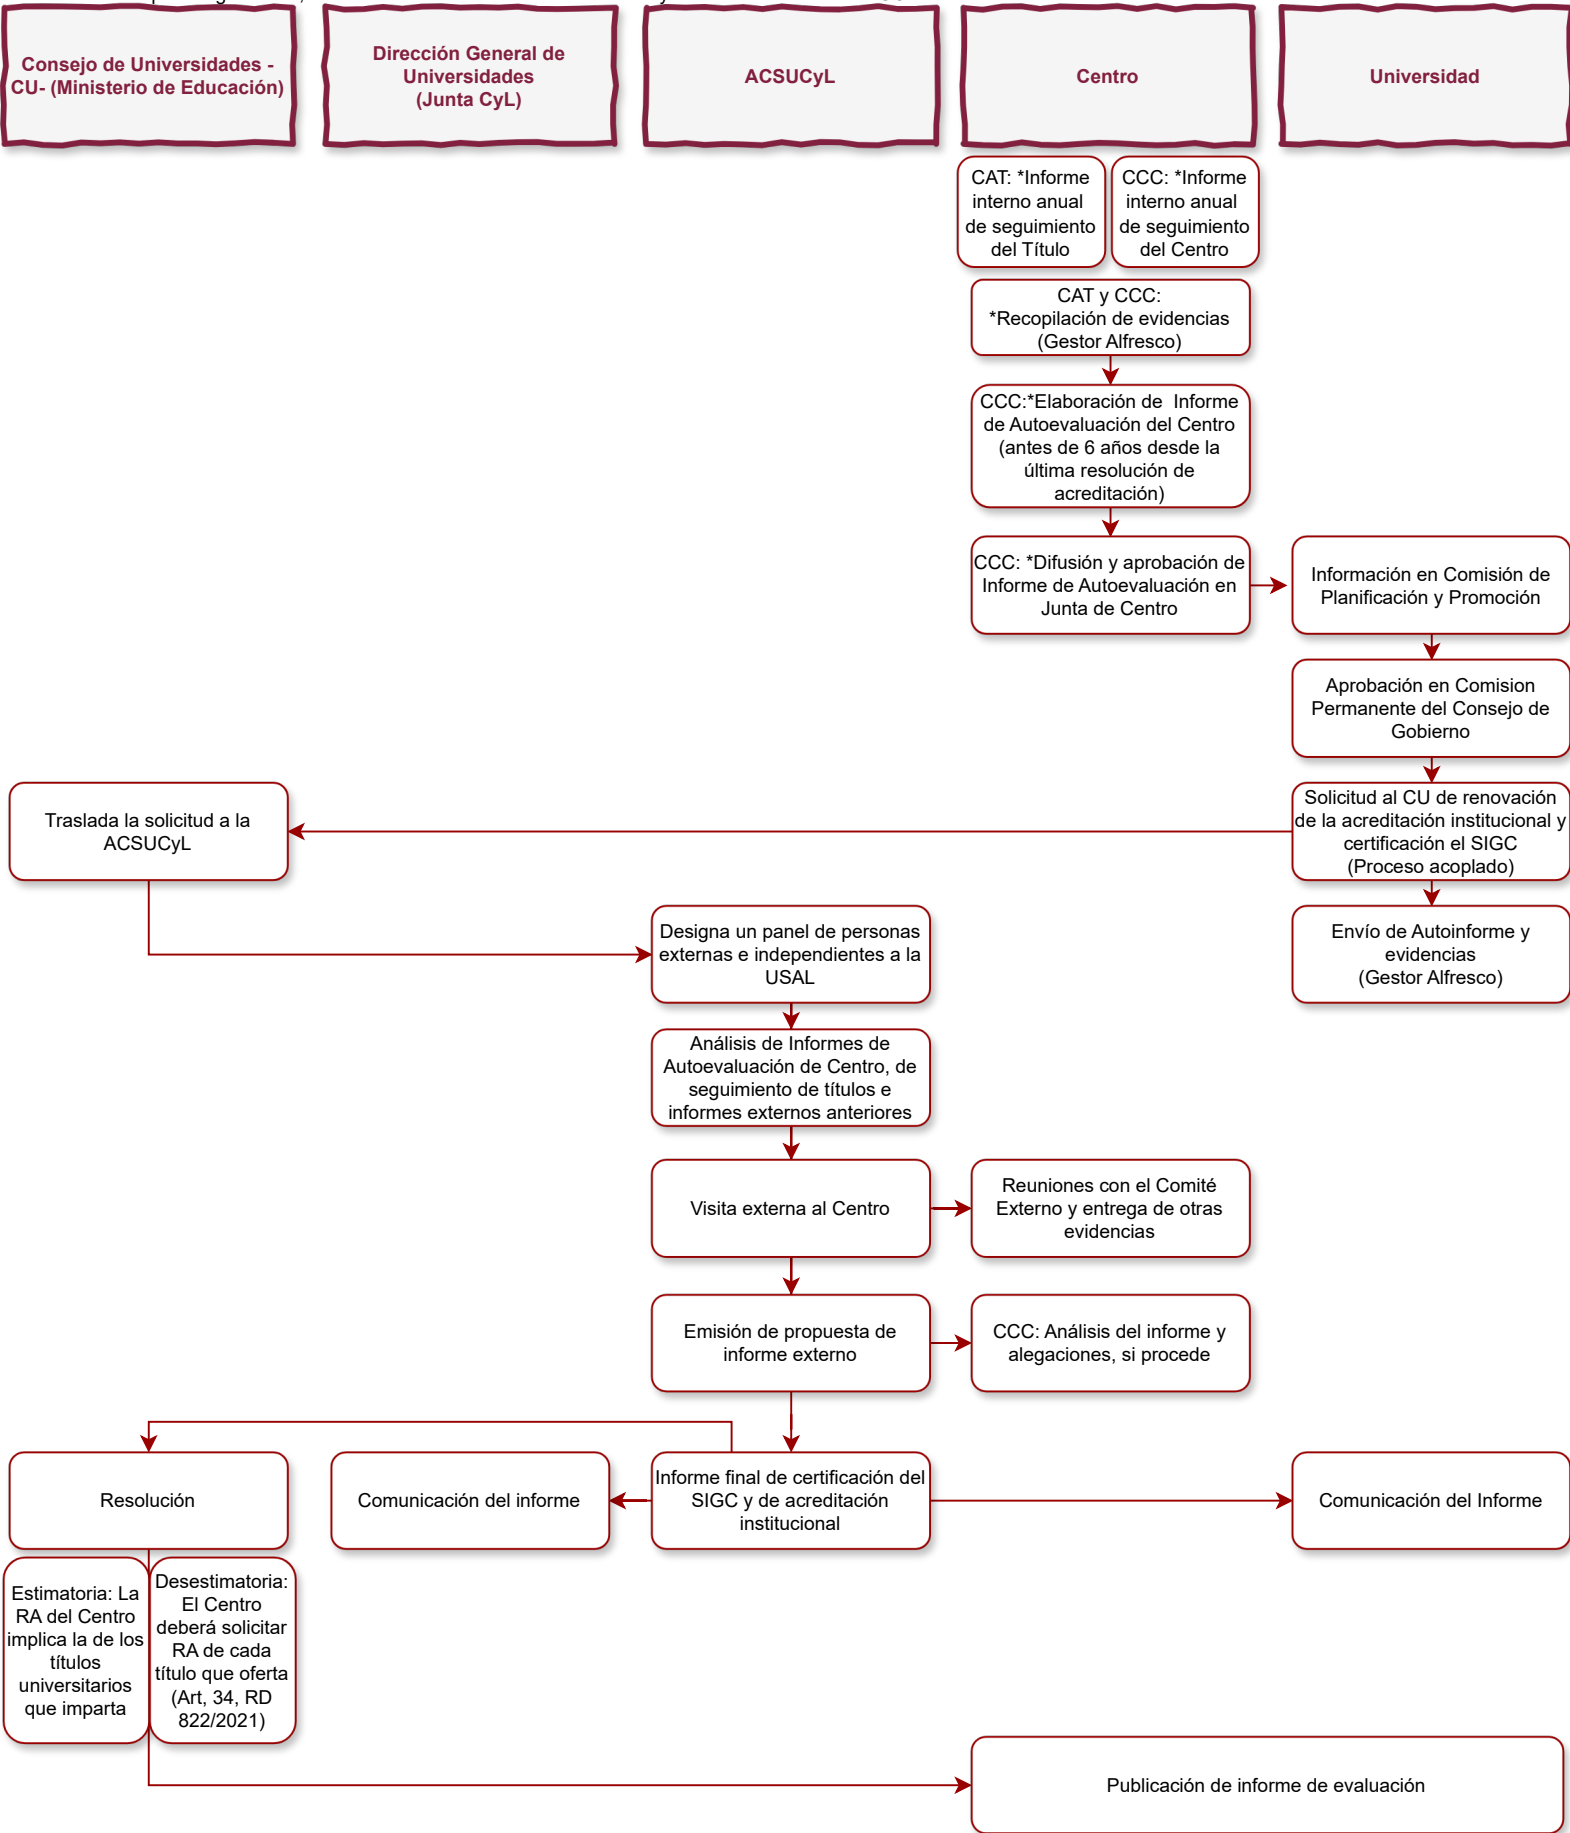 Consejo de Universidades -
CU- (Ministerio de Educación)
Dirección General de
Universidades
(Junta CyL)
ACSUCyL
Centro
Universidad
CAT: *Informe
interno anual
de seguimiento
del Título
CCC: *Informe
interno anual
de seguimiento
del Centro
CAT y CCC:
*Recopilación de evidencias
(Gestor Alfresco)
CCC:*Elaboración de Informe
de Autoevaluación del Centro
(antes de 6 años desde la
última resolución de
acreditación)
CCC: *Difusión y aprobación de
Informe de Autoevaluación en
Junta de Centro
Información en Comisión de
Planificación y Promoción
Aprobación en Comision
Permanente del Consejo de
Gobierno
Traslada la solicitud a la
ACSUCyL
Solicitud al CU de renovación
de la acreditación institucional y
certificación el SIGC
(Proceso acoplado)
Designa un panel de personas
externas e independientes a la
USAL
Envío de Autoinforme y
evidencias
(Gestor Alfresco)
Análisis de Informes de
Autoevaluación de Centro, de
seguimiento de títulos e
informes externos anteriores
Visita externa al Centro
Reuniones con el Comité
Externo y entrega de otras
evidencias
Emisión de propuesta de
informe externo
CCC: Análisis del informe y
alegaciones, si procede
Resolución
Comunicación del informe
Informe final de certificación del
SIGC y de acreditación
institucional
Comunicación del Informe
Estimatoria: La
RA del Centro
implica la de los
títulos
universitarios
que imparta
Desestimatoria:
El Centro
deberá solicitar
RA de cada
título que oferta
(Art, 34, RD
822/2021)
Publicación de informe de evaluación